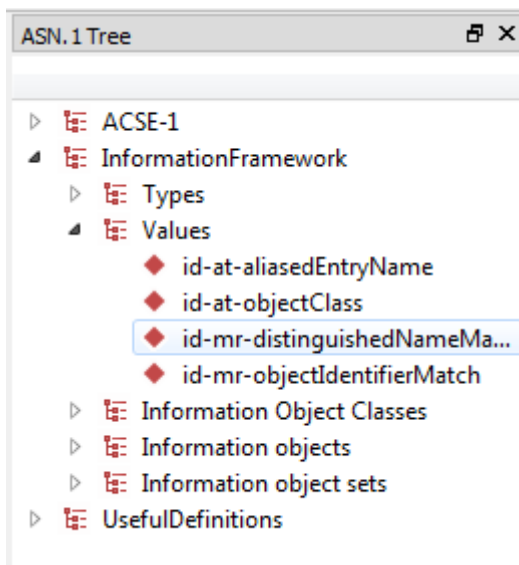 ASN.1 Tree
ACSE-1
InformationFramework
Types
Values
id-at-aliasedEntryName
id-at-objectClass
id-mr-distinguishedNameMa...
id-mr-objectIdentifierMatch
Information Object Classes
Information objects
Information object sets
UsefulDefinitions